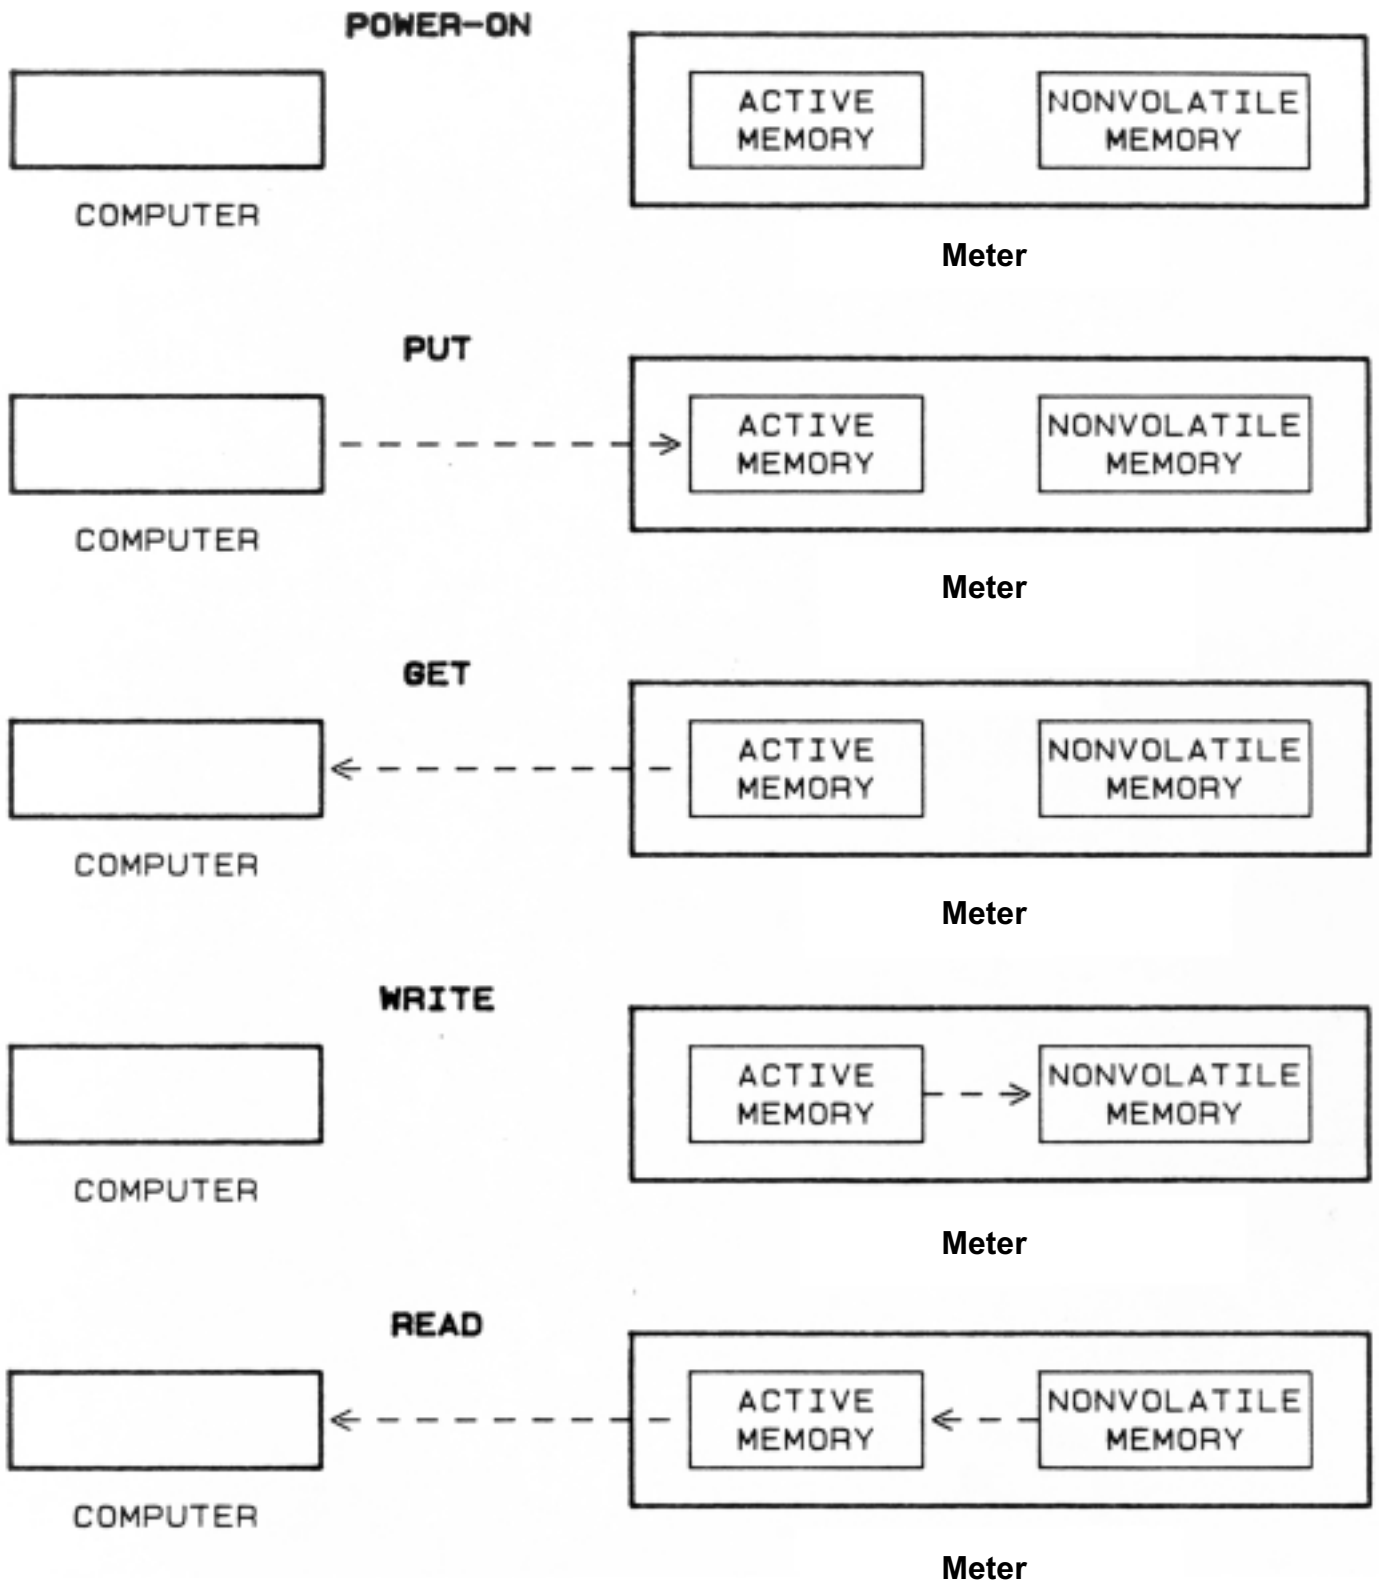 POWER-ON
ACTIVE
MEMORY
NONVOLATILE
MEMORY
COMPUTER
Meter
PUT
ACTIVE
MEMORY
NONVOLATILE
MEMORY
COMPUTER
Meter
GET
ACTIVE
MEMORY
NONVOLATILE
MEMORY
COMPUTER
Meter
WRITE
ACTIVE
MEMORY
NONVOLATILE
MEMORY
COMPUTER
Meter
READ
ACTIVE
MEMORY
NONVOLATILE
MEMORY
COMPUTER
Meter